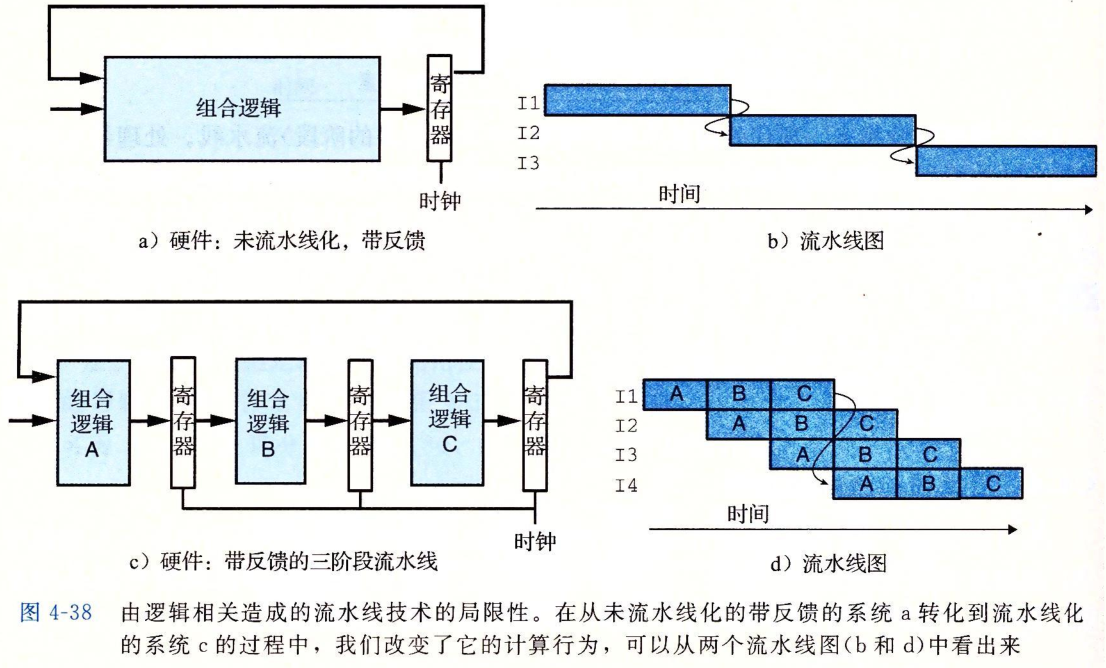 组合逻辑
寄存器
时钟
a) 硬件：未流水线化，带反馈
I1
I2
I3
时间
b) 流水线图
组合逻辑 A
寄存器
组合逻辑 B
寄存器
组合逻辑 C
寄存器
时钟
c) 硬件：带反馈的三阶段流水线
I1 A B C
I2 A B C
I3 A B C
I4 A B C
时间
d) 流水线图
图 4-38 由逻辑相关造成的流水线技术的局限性。在从未流水线化的带反馈的系统 a 转化到流水线化
的系统 c 的过程中，我们改变了它的计算行为，可以从两个流水线图(b 和 d)中看出来